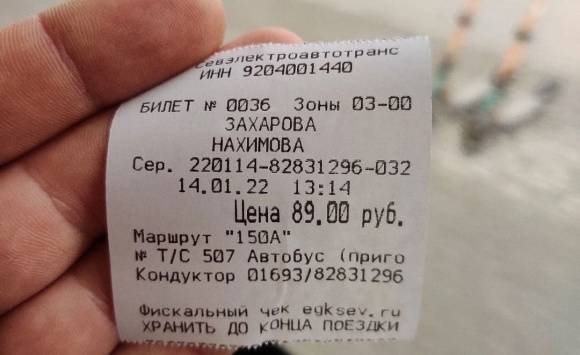 Севэлектроавтотранс
ИНН 9204001440
БИЛЕТ № 0036 Зоны 03-00
ЗАХАРОВА
НАХИМОВА
Сер. 220114-82831296-032
14.01.22 13:14
Цена 89.00 руб.
Маршрут "150А"
№ Т/С 507 Автобус (приго
Кондуктор 01693/82831296
Фискальный чек egksev.ru
ХРАНИТЬ ДО КОНЦА ПОЕЗДКИ